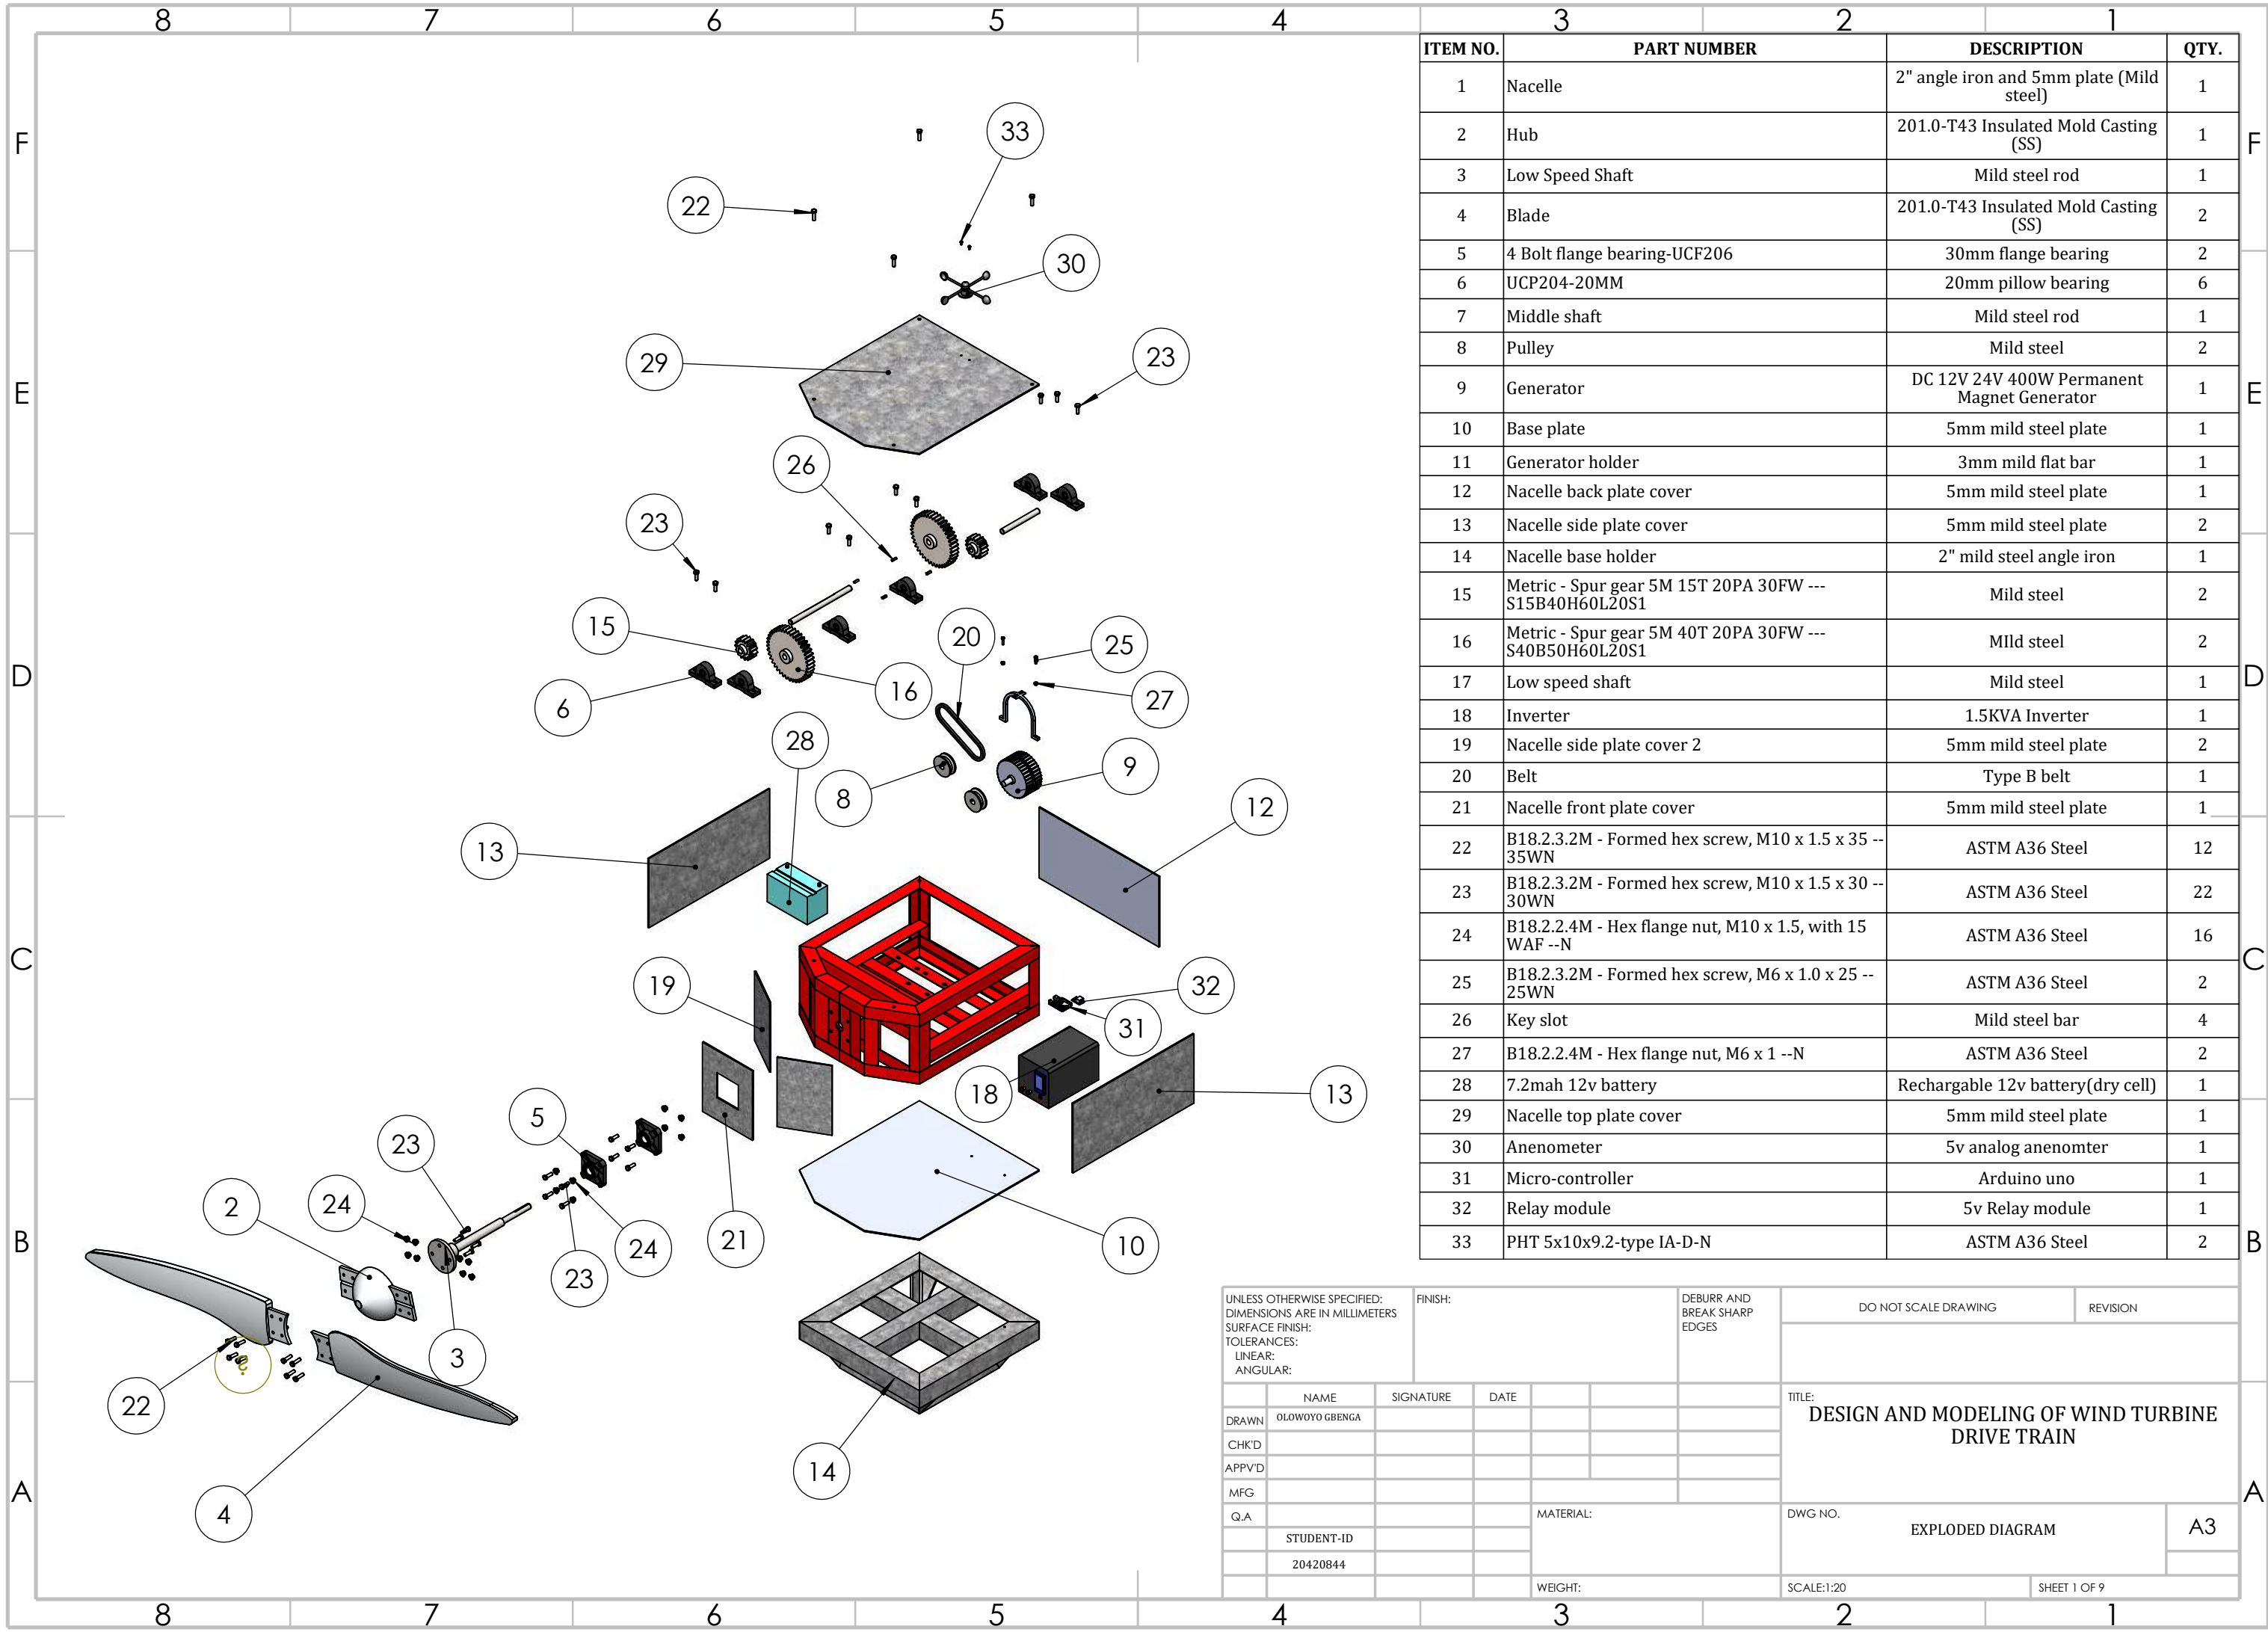 8 7 6 5 4 3 2 1
F
E
D
C
B
A
33
22
30
29
23
26
23
15
20
25
6
16
27
28
9
8
12
13
19
32
31
18
13
5
23
24
2
21
10
23
24
3
22
?
14
4
ITEM NO. PART NUMBER DESCRIPTION QTY.
1 Nacelle 2" angle iron and 5mm plate (Mild
steel) 1
2 Hub 201.0-T43 Insulated Mold Casting
(SS) 1
3 Low Speed Shaft Mild steel rod 1
4 Blade 201.0-T43 Insulated Mold Casting
(SS) 2
5 4 Bolt flange bearing-UCF206 30mm flange bearing 2
6 UCP204-20MM 20mm pillow bearing 6
7 Middle shaft Mild steel rod 1
8 Pulley Mild steel 2
9 Generator DC 12V 24V 400W Permanent
Magnet Generator 1
10 Base plate 5mm mild steel plate 1
11 Generator holder 3mm mild flat bar 1
12 Nacelle back plate cover 5mm mild steel plate 1
13 Nacelle side plate cover 5mm mild steel plate 2
14 Nacelle base holder 2" mild steel angle iron 1
15 Metric - Spur gear 5M 15T 20PA 30FW ---
S15B40H60L20S1 Mild steel 2
16 Metric - Spur gear 5M 40T 20PA 30FW ---
S40B50H60L20S1 MIld steel 2
17 Low speed shaft Mild steel 1
18 Inverter 1.5KVA Inverter 1
19 Nacelle side plate cover 2 5mm mild steel plate 2
20 Belt Type B belt 1
21 Nacelle front plate cover 5mm mild steel plate 1
22 B18.2.3.2M - Formed hex screw, M10 x 1.5 x 35 --
35WN ASTM A36 Steel 12
23 B18.2.3.2M - Formed hex screw, M10 x 1.5 x 30 --
30WN ASTM A36 Steel 22
24 B18.2.2.4M - Hex flange nut, M10 x 1.5, with 15
WAF --N ASTM A36 Steel 16
25 B18.2.3.2M - Formed hex screw, M6 x 1.0 x 25 --
25WN ASTM A36 Steel 2
26 Key slot Mild steel bar 4
27 B18.2.2.4M - Hex flange nut, M6 x 1 --N ASTM A36 Steel 2
28 7.2mah 12v battery Rechargable 12v battery(dry cell) 1
29 Nacelle top plate cover 5mm mild steel plate 1
30 Anenometer 5v analog anenomter 1
31 Micro-controller Arduino uno 1
32 Relay module 5v Relay module 1
33 PHT 5x10x9.2-type IA-D-N ASTM A36 Steel 2
F
E
D
C
B
A
UNLESS OTHERWISE SPECIFIED:
DIMENSIONS ARE IN MILLIMETERS
SURFACE FINISH:
TOLERANCES:
LINEAR:
ANGULAR:
FINISH:
DEBURR AND
BREAK SHARP
EDGES
DO NOT SCALE DRAWING
REVISION
NAME SIGNATURE DATE
DRAWN OLOWOYO GBENGA
CHK'D
APPV'D
MFG
Q.A
STUDENT-ID
20420844
MATERIAL:
WEIGHT:
TITLE:
DESIGN AND MODELING OF WIND TURBINE
DRIVE TRAIN
DWG NO.
EXPLODED DIAGRAM
A3
SCALE:1:20
SHEET 1 OF 9
8 7 6 5 4 3 2 1